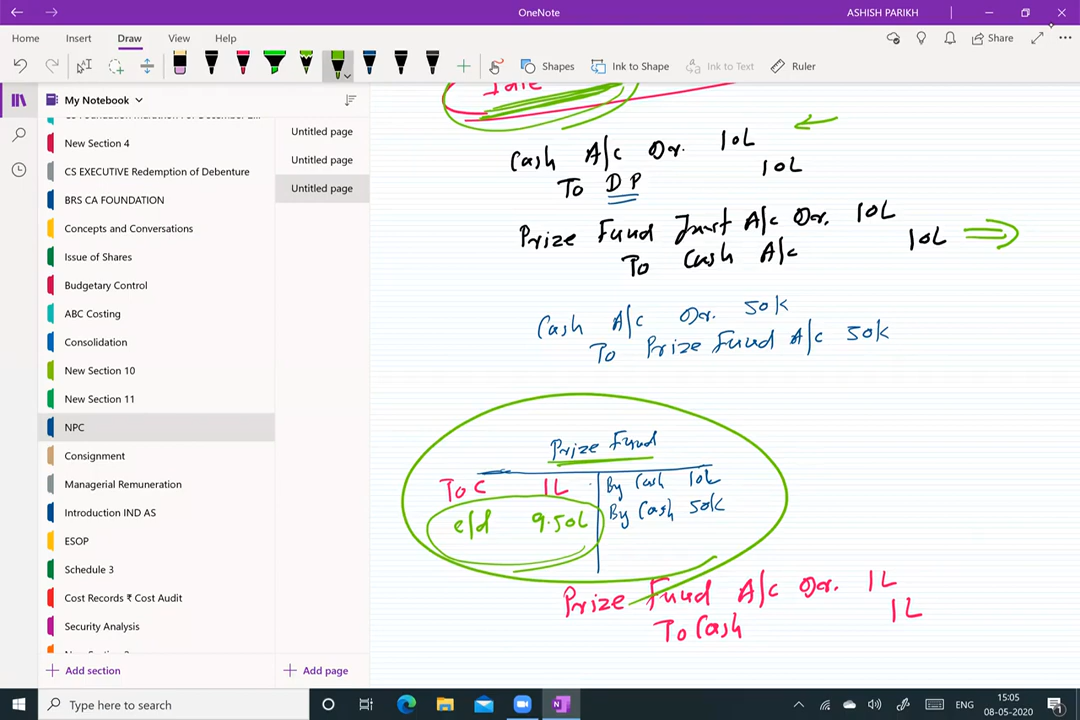 OneNote
ASHISH PARIKH
Home Insert Draw View Help
Share
Shapes
Ink to Shape
Ink to Text
Ruler
My Notebook
New Section 4
CS EXECUTIVE Redemption of Debenture
BRS CA FOUNDATION
Concepts and Conversations
Issue of Shares
Budgetary Control
ABC Costing
Consolidation
New Section 10
New Section 11
NPC
Consignment
Managerial Remuneration
Introduction IND AS
ESOP
Schedule 3
Cost Records ₹ Cost Audit
Security Analysis
Add section
Untitled page
Untitled page
Untitled page
Add page
Cash A/c Dr. 10L
To DP 10L
Prize Fund Invt A/c Dr. 10L
To Cash A/c 10L
Cash A/c Dr. 50K
To Prize Fund A/c 50K
Prize Fund
To C 1L By Cash 10L
c/d 9.50L By Cash 50K
Prize Fund A/c Dr. 1L
To Cash 1L
Type here to search
ENG
15:05
08-05-2020
1